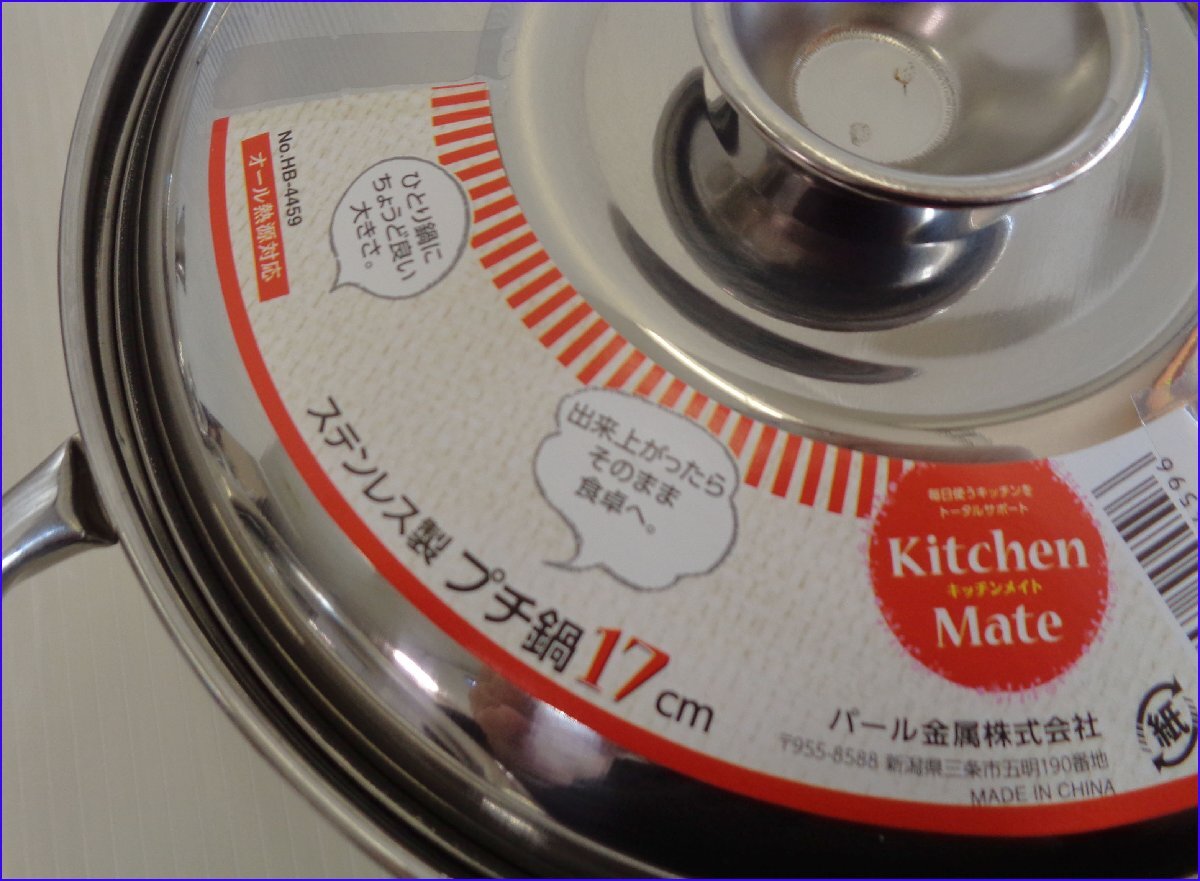 No.HB-4459
オール熱源対応
ひとり鍋に
ちょうど良い
大きさ。
出来上がったら
そのまま
食卓へ。
ステンレス製 プチ鍋 17cm
毎日使うキッチンを
トータルサポート
Kitchen
キッチンメイト
Mate
パール金属株式会社
〒955-8588 新潟県三条市五明190番地
MADE IN CHINA
紙
596